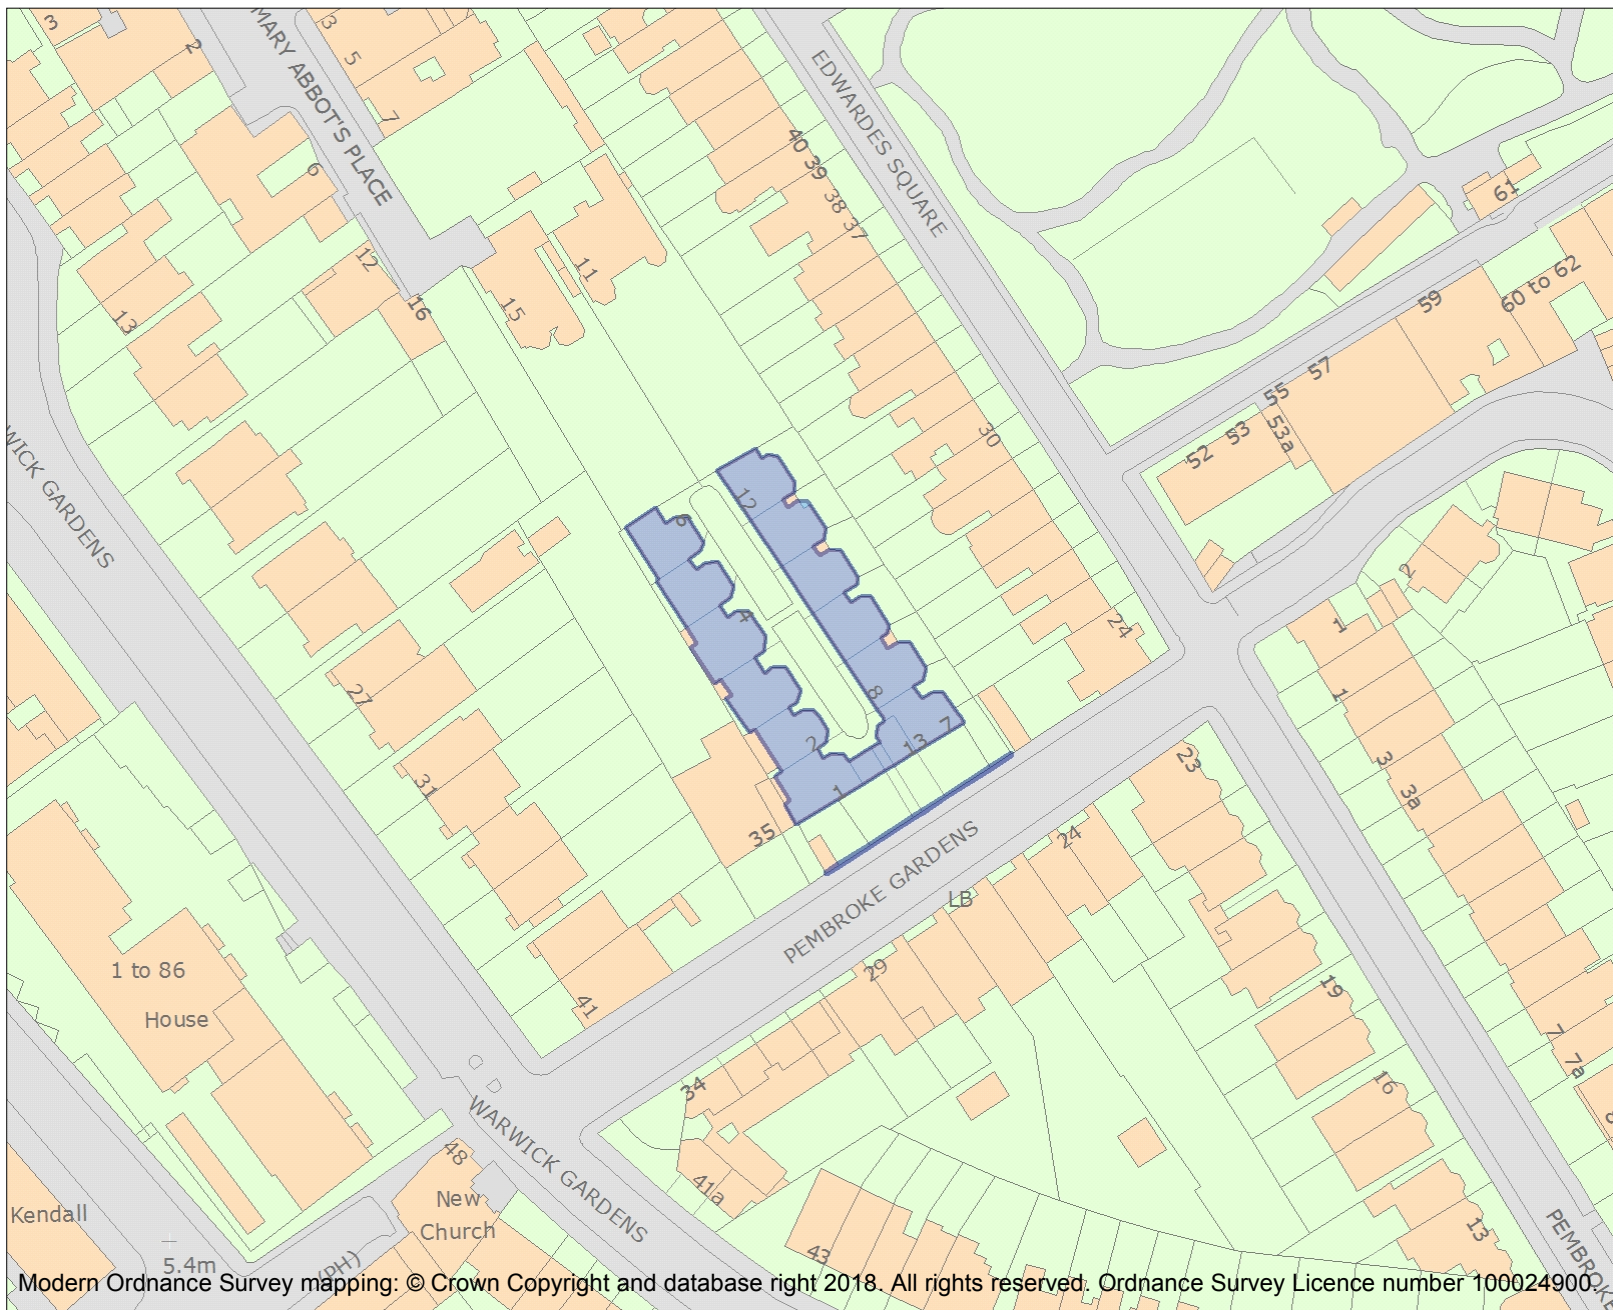 3
2
MARY ABBOT'S PLACE
3
5
7
6
12
16
13
15
11
EDWARDES SQUARE
40 39
38 37
30
24
61
60 to 62
59
57
55
53a
53
52
2
1
1
3
3a
7
7a
WICK GARDENS
27
31
35
41
6
4
2
1
12
8
7
13
PEMBROKE GARDENS
LB
24
29
34
23
19
16
13
41a
43
1 to 86
House
WARWICK GARDENS
48
New
Church
Kendall
5.4m
(PH)
PEMBROKE
Modern Ordnance Survey mapping: © Crown Copyright and database right 2018. All rights reserved. Ordnance Survey Licence number 100024900.